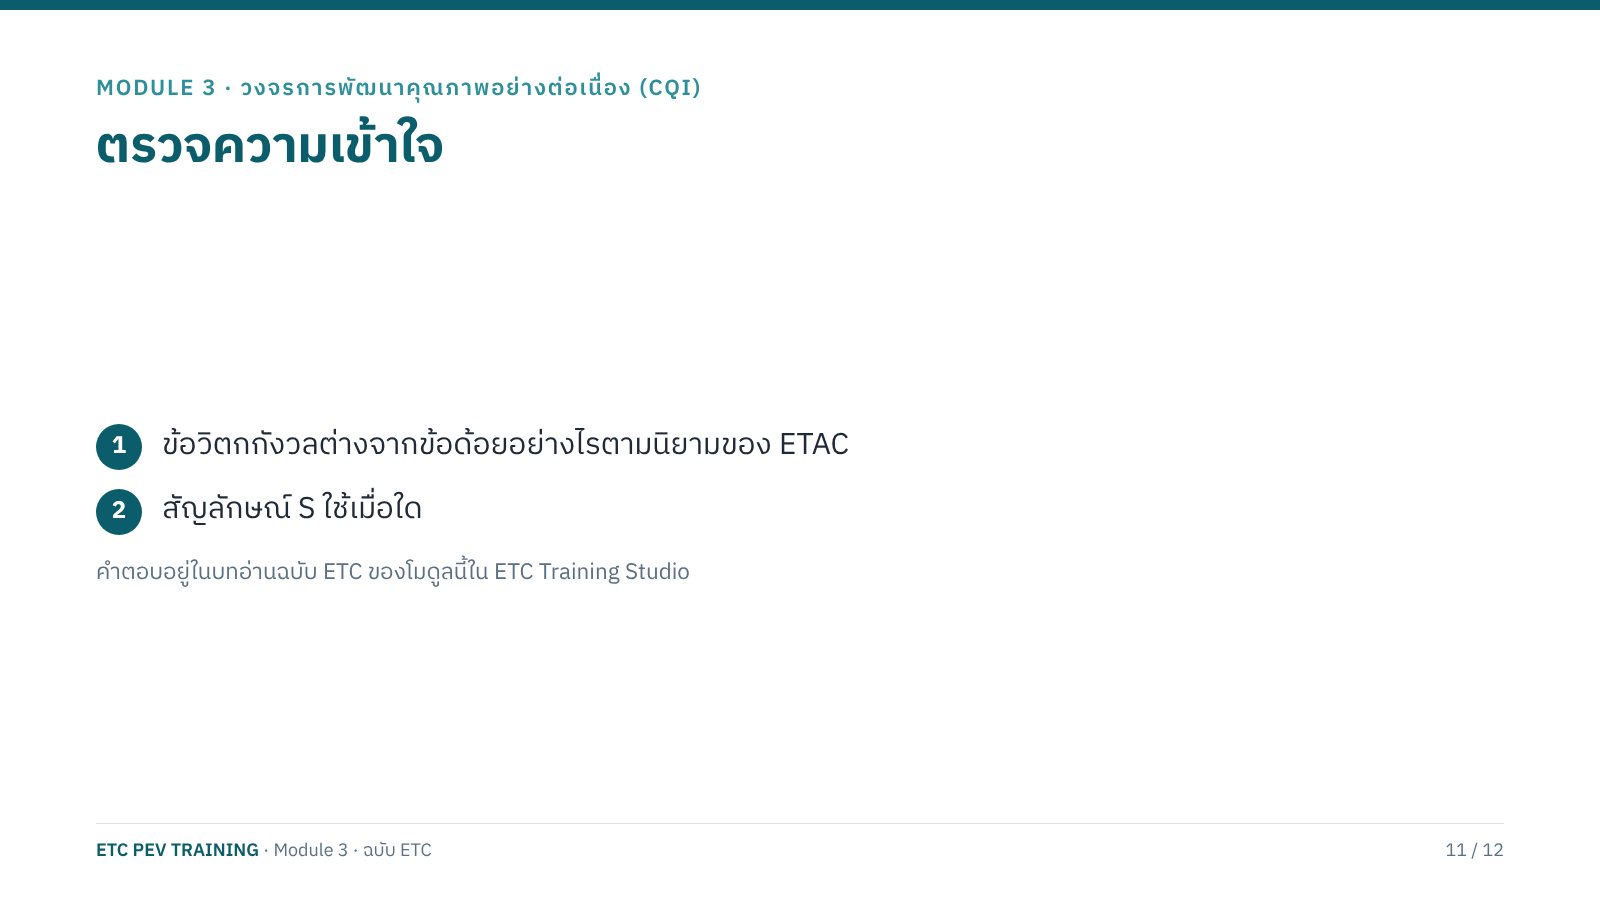 MODULE 3 · วงจรการพัฒนาคุณภาพอย่างต่อเนื่อง (CQI)
ตรวจความเข้าใจ
1 ข้อวิตกกังวลต่างจากข้อด้อยอย่างไรตามนิยามของ ETAC
2 สัญลักษณ์ S ใช้เมื่อใด
คำตอบอยู่ในบทอ่านฉบับ ETC ของโมดูลนี้ใน ETC Training Studio
ETC PEV TRAINING · Module 3 · ฉบับ ETC
11 / 12